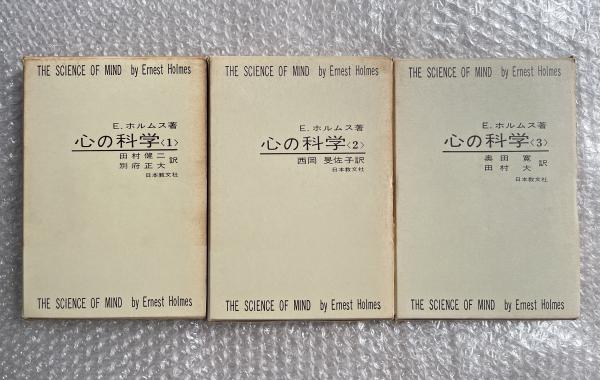 THE SCIENCE OF MIND by Ernest Holmes
E. ホルムス著
心の科学〈1〉
田村健二
別府正大 訳
日本教文社
THE SCIENCE OF MIND by Ernest Holmes
THE SCIENCE OF MIND by Ernest Holmes
E. ホルムス著
心の科学〈2〉
西岡 旻佐子訳
日本教文社
THE SCIENCE OF MIND by Ernest Holmes
THE SCIENCE OF MIND by Ernest Holmes
E. ホルムス著
心の科学〈3〉
奥田 寛
田村 大 訳
日本教文社
THE SCIENCE OF MIND by Ernest Holmes